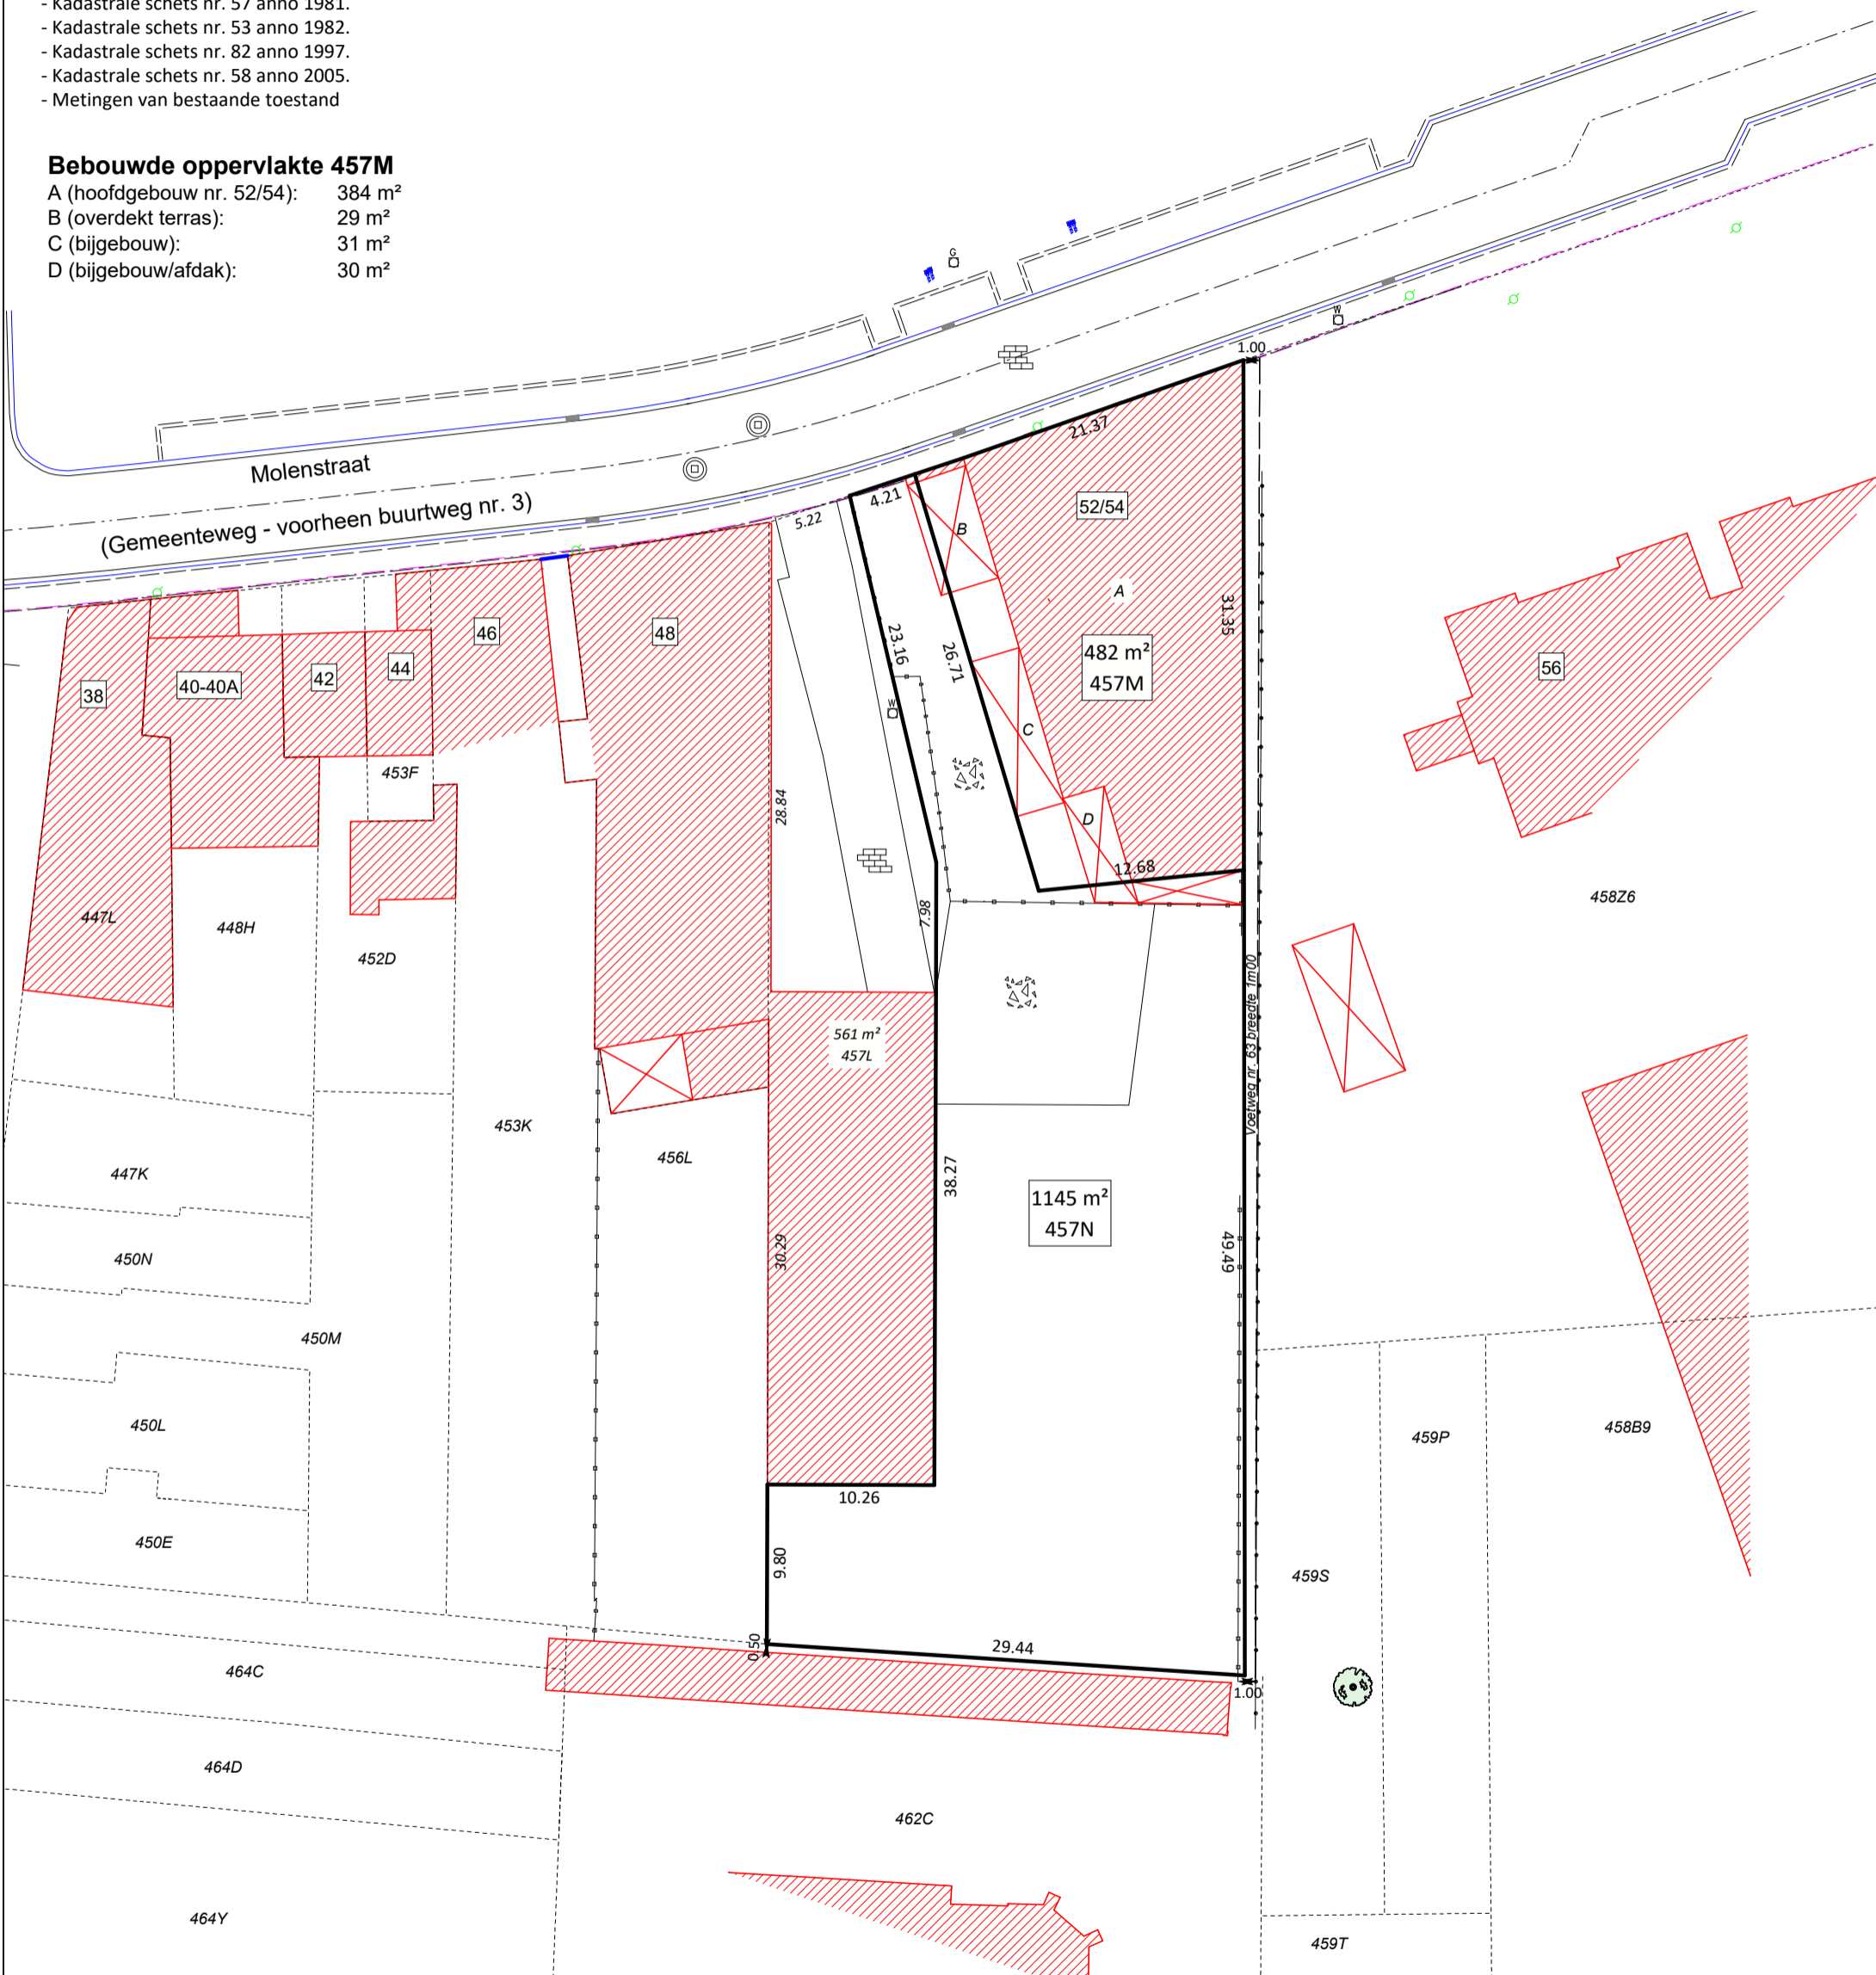 - Kadastrale schets nr. 57 anno 1981.
- Kadastrale schets nr. 53 anno 1982.
- Kadastrale schets nr. 82 anno 1997.
- Kadastrale schets nr. 58 anno 2005.
- Metingen van bestaande toestand
Bebouwde oppervlakte 457M
A (hoofdgebouw nr. 52/54): 384 m²
B (overdekt terras): 29 m²
C (bijgebouw): 31 m²
D (bijgebouw/afdak): 30 m²
G
W
1.00
21.37
Molenstraat
(Gemeenteweg - voorheen buurtweg nr. 3)
4.21
5.22
52/54
B
A
31.35
23.16
26.71
482 m²
457M
38
40-40A
42
44
46
48
56
W
C
453F
28.84
D
12.68
7.98
447L
448H
452D
458Z6
Voetweg nr. 63 breedte 1m00
561 m²
457L
453K
456L
447K
38.27
1145 m²
457N
30.29
49.49
450N
450M
450L
459P
458B9
10.26
450E
9.80
459S
0.50
29.44
464C
1.00
464D
462C
464Y
459T